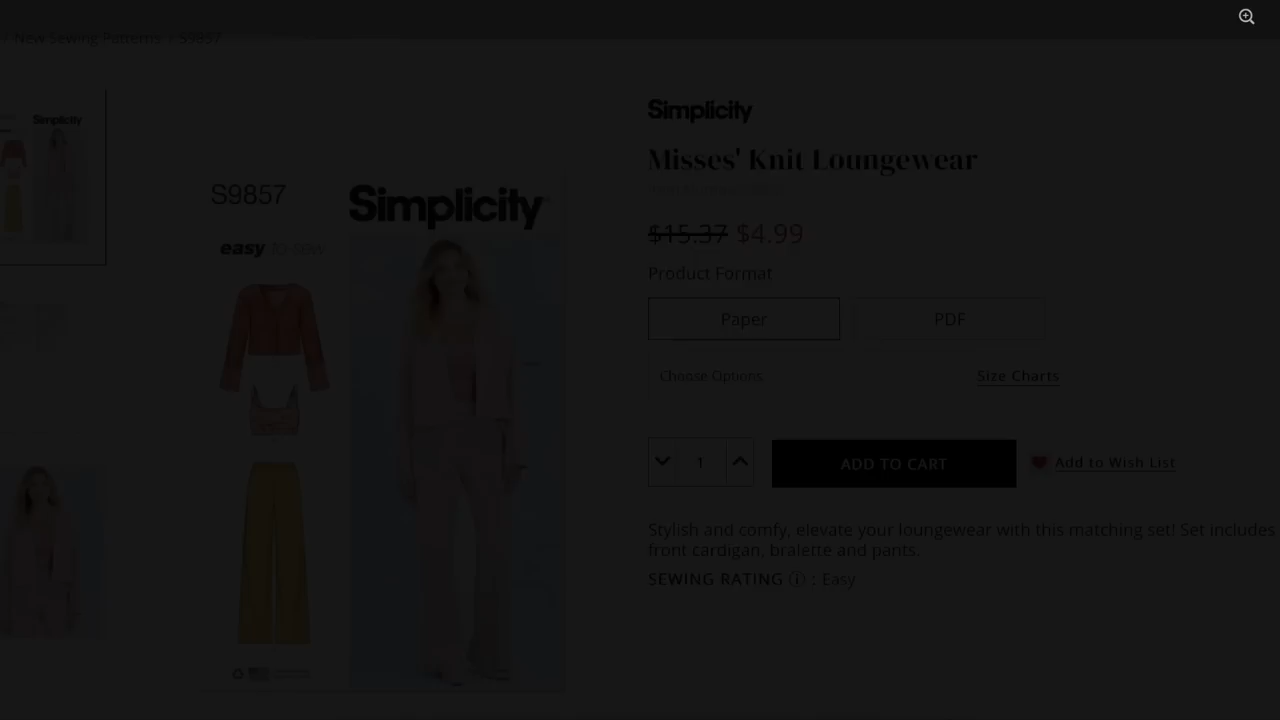 / New Sewing Patterns / S9857
Simplicity
Simplicity
Misses' Knit Loungewear
S9857
Simplicity
easy to-sew
$15.37 $4.99
Product Format
Paper
PDF
Choose Options
Size Charts
1
ADD TO CART
Add to Wish List
Stylish and comfy, elevate your loungewear with this matching set! Set includes
front cardigan, bralette and pants.
SEWING RATING ⓘ : Easy